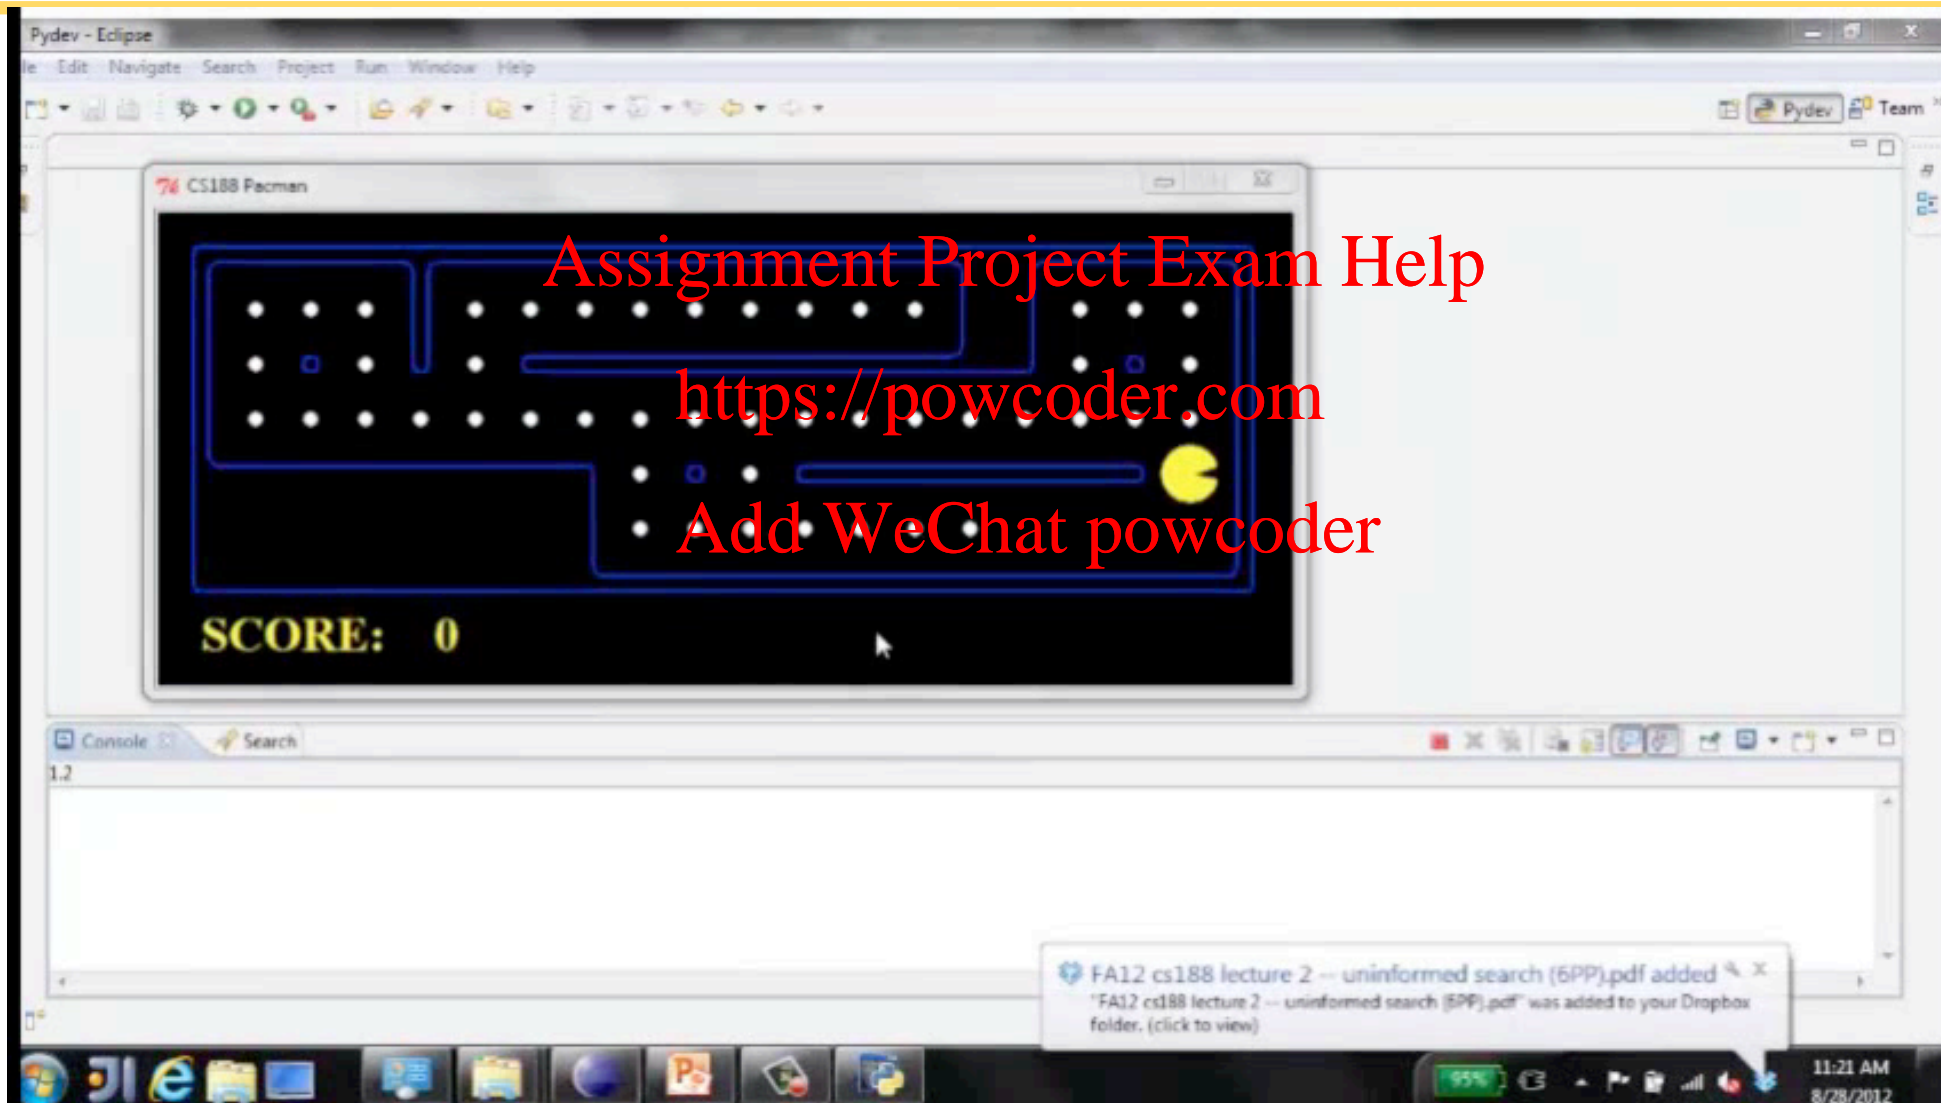 Pydev - Eclipse
le Edit Navigate Search Project Run Window Help
Pydev Team
CS188 Pacman
Assignment Project Exam Help
https://powcoder.com
Add WeChat powcoder
SCORE: 0
Console Search
1.2
FA12 cs188 lecture 2 -- uninformed search (6PP).pdf added
"FA12 cs188 lecture 2 -- uninformed search (6PP).pdf" was added to your Dropbox
folder. (click to view)
95%
11:21 AM
8/28/2012